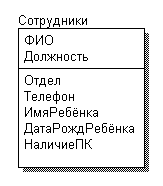 Сотрудники
ФИО
Должность
Отдел
Телефон
ИмяРебёнка
ДатаРождРебёнка
НаличиеПК